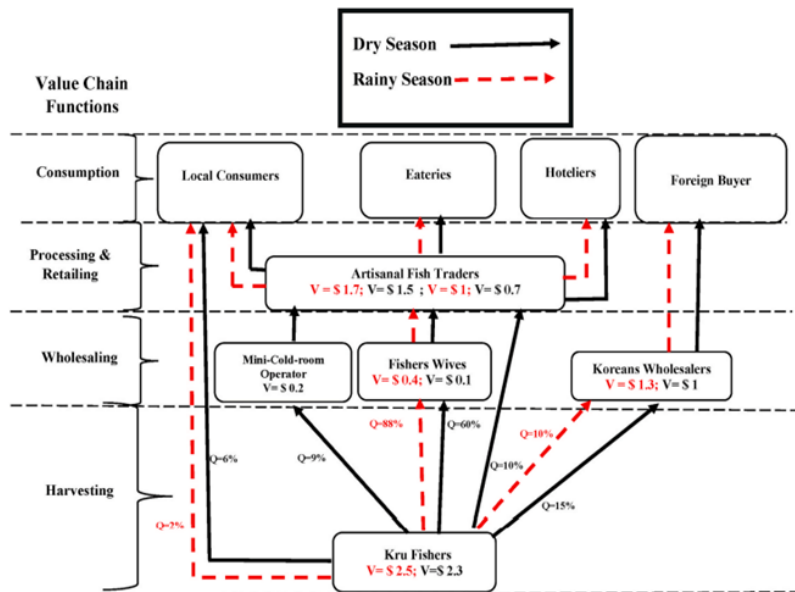 Dry Season
Rainy Season
Value Chain
Functions
Consumption
Local Consumers
Eateries
Hoteliers
Foreign Buyer
Processing &
Retailing
Artisanal Fish Traders
V = $ 1.7; V= $ 1.5 ; V= $ 1; V= $ 0.7
Wholesaling
Mini-Cold-room
Operator
V= $ 0.2
Fishers Wives
V= $ 0.4; V= $ 0.1
Koreans Wholesalers
V= $ 1.3; V= $ 1
Harvesting
Q=88%
Q=60%
Q=10%
Q=6%
Q=9%
Q=10%
Q=15%
Q=2%
Kru Fishers
V= $ 2.5; V=$ 2.3